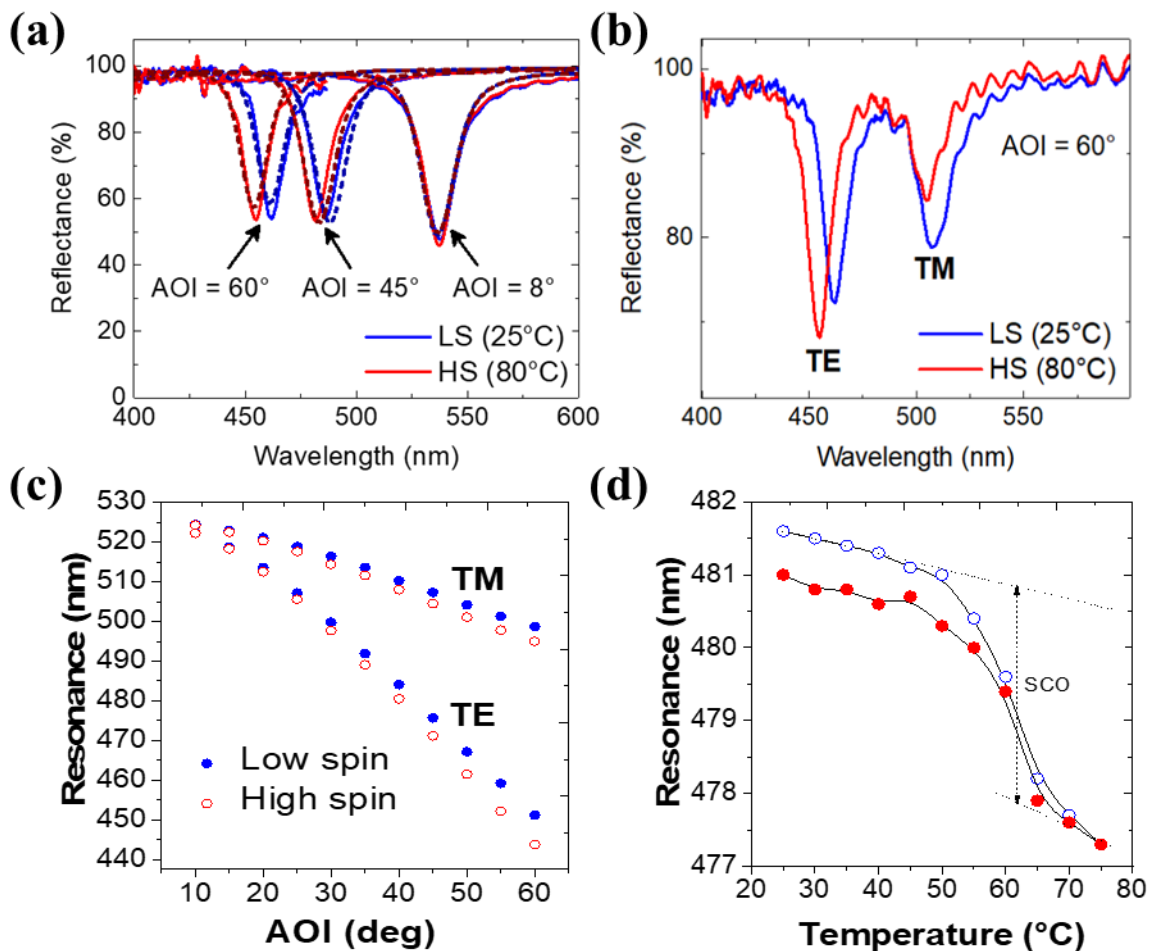 (a)
100
80
60
40
20
0
Reflectance (%)
AOI = 60°
AOI = 45°
AOI = 8°
LS (25°C)
HS (80°C)
400
450
500
550
600
Wavelength (nm)
(b)
100
80
Reflectance (%)
AOI = 60°
TE
TM
LS (25°C)
HS (80°C)
400
450
500
550
Wavelength (nm)
(c)
530
520
510
500
490
480
470
460
450
440
Resonance (nm)
TM
TE
Low spin
High spin
10
20
30
40
50
60
AOI (deg)
(d)
482
481
480
479
478
477
Resonance (nm)
SCO
20
30
40
50
60
70
80
Temperature (°C)